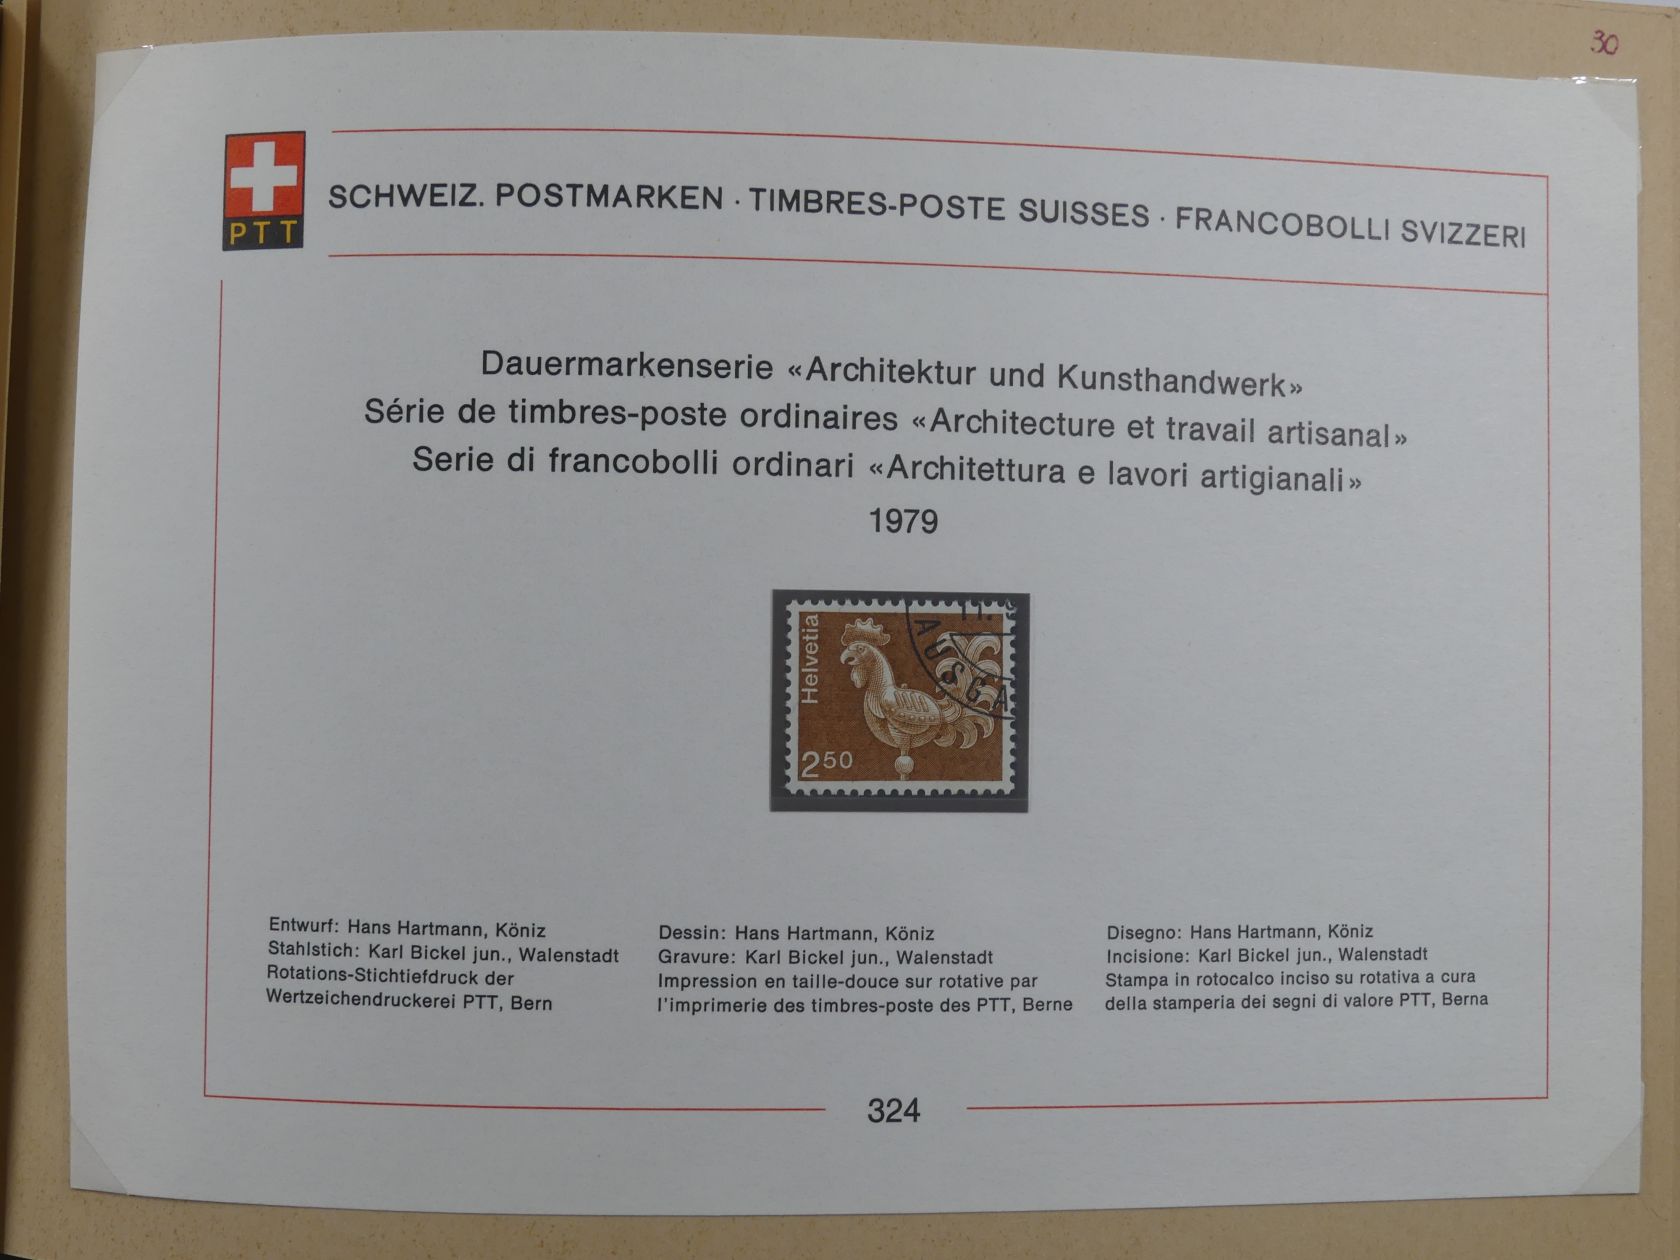 30
PTT
SCHWEIZ. POSTMARKEN · TIMBRES-POSTE SUISSES · FRANCOBOLLI SVIZZERI
Dauermarkenserie «Architektur und Kunsthandwerk»
Série de timbres-poste ordinaires «Architecture et travail artisanal»
Serie di francobolli ordinari «Architettura e lavori artigianali»
1979
Helvetia
11.
AUSGA
250
Entwurf: Hans Hartmann, Köniz
Stahlstich: Karl Bickel jun., Walenstadt
Rotations-Stichtiefdruck der
Wertzeichendruckerei PTT, Bern
Dessin: Hans Hartmann, Köniz
Gravure: Karl Bickel jun., Walenstadt
Impression en taille-douce sur rotative par
l'imprimerie des timbres-poste des PTT, Berne
Disegno: Hans Hartmann, Köniz
Incisione: Karl Bickel jun., Walenstadt
Stampa in rotocalco inciso su rotativa a cura
della stamperia dei segni di valore PTT, Berna
324